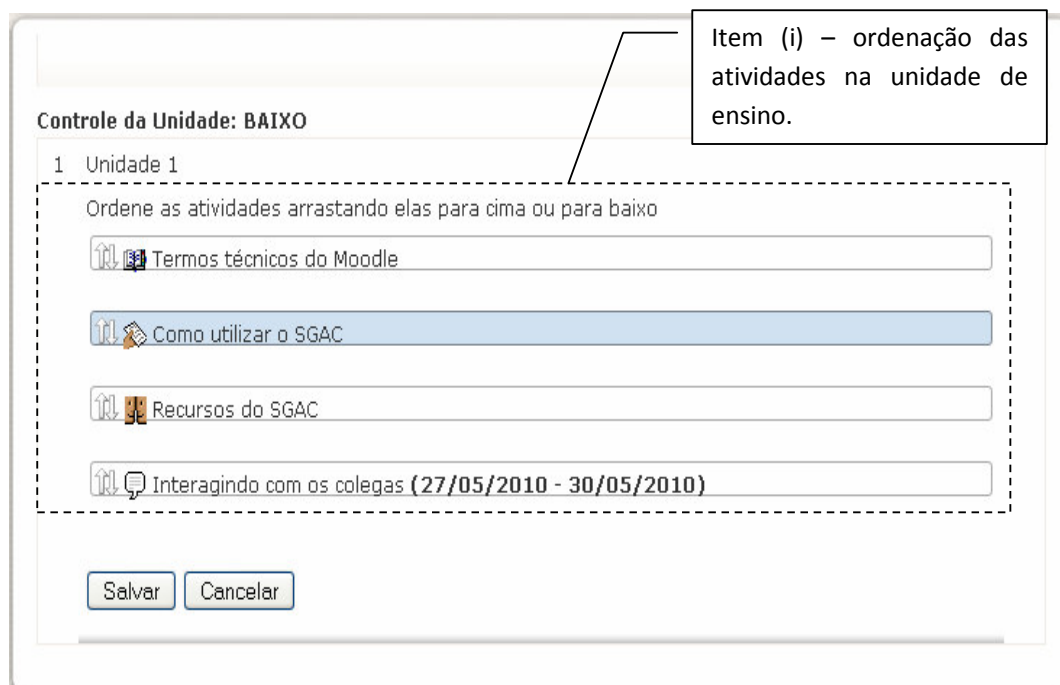 Item (i) – ordenação das
atividades na unidade de
ensino.
Controle da Unidade: BAIXO
1 Unidade 1
Ordene as atividades arrastando elas para cima ou para baixo
Termos técnicos do Moodle
Como utilizar o SGAC
Recursos do SGAC
Interagindo com os colegas (27/05/2010 - 30/05/2010)
Salvar Cancelar